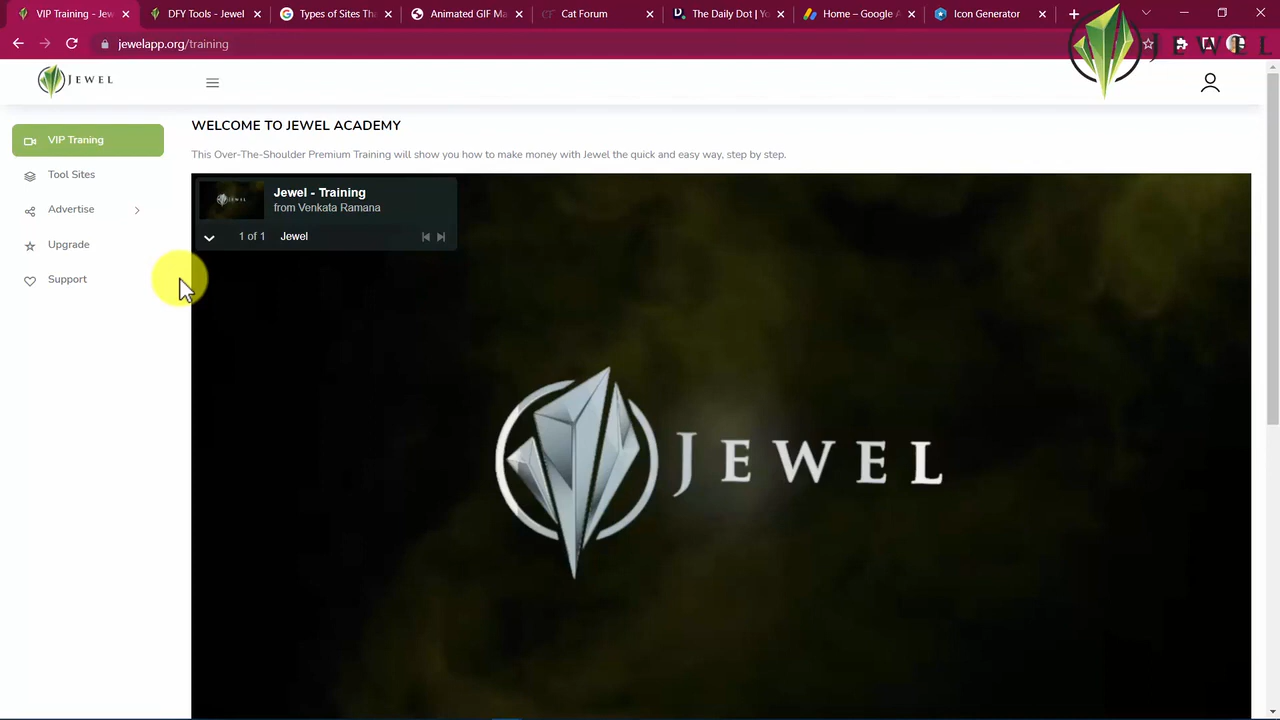 VIP Training - Jew
DFY Tools - Jewel
Types of Sites Tha
Animated GIF Ma
Cat Forum
The Daily Dot | Yo
Home – Google A
Icon Generator
jewelapp.org/training
JEWEL
JEWEL
VIP Traning
Tool Sites
Advertise
Upgrade
Support
WELCOME TO JEWEL ACADEMY
This Over-The-Shoulder Premium Training will show you how to make money with Jewel the quick and easy way, step by step.
Jewel - Training
from Venkata Ramana
1 of 1 Jewel
JEWEL
JEWEL